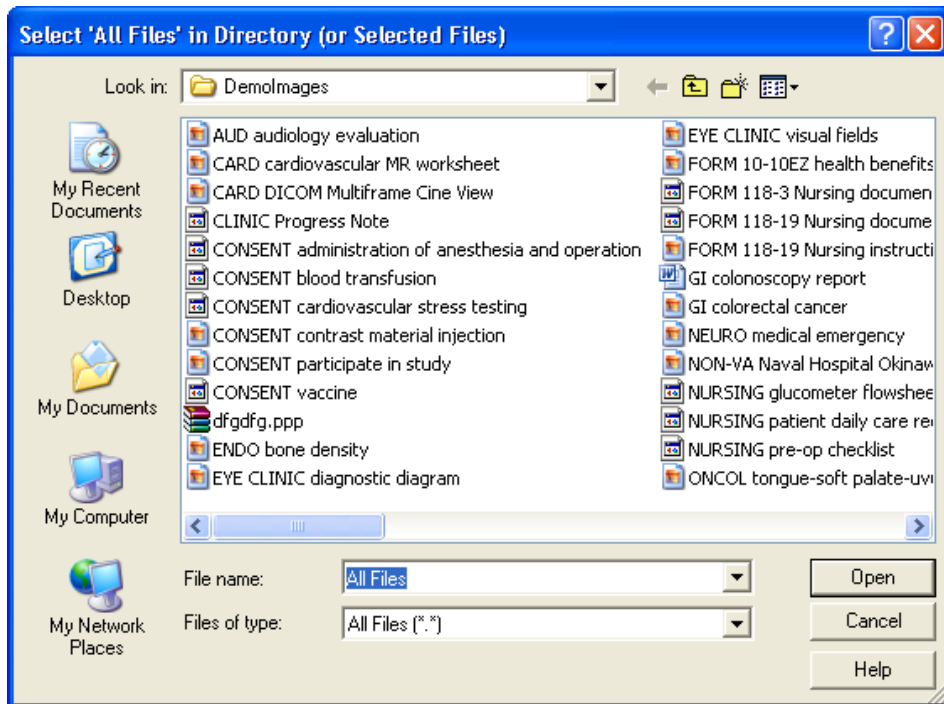 Select 'All Files' in Directory (or Selected Files)
Look in:
DemoImages
My Recent
Documents
Desktop
My Documents
My Computer
My Network
Places
AUD audiology evaluation
CARD cardiovascular MR worksheet
CARD DICOM Multiframe Cine View
CLINIC Progress Note
CONSENT administration of anesthesia and operation
CONSENT blood transfusion
CONSENT cardiovascular stress testing
CONSENT contrast material injection
CONSENT participate in study
CONSENT vaccine
dfgdfg.ppp
ENDO bone density
EYE CLINIC diagnostic diagram
EYE CLINIC visual fields
FORM 10-10EZ health benefits
FORM 118-3 Nursing documen
FORM 118-19 Nursing docume
FORM 118-19 Nursing instructi
GI colonoscopy report
GI colorectal cancer
NEURO medical emergency
NON-VA Naval Hospital Okinaw
NURSING glucometer flowshee
NURSING patient daily care re
NURSING pre-op checklist
ONCOL tongue-soft palate-uv
File name:
All Files
Open
Files of type:
All Files (*.*)
Cancel
Help